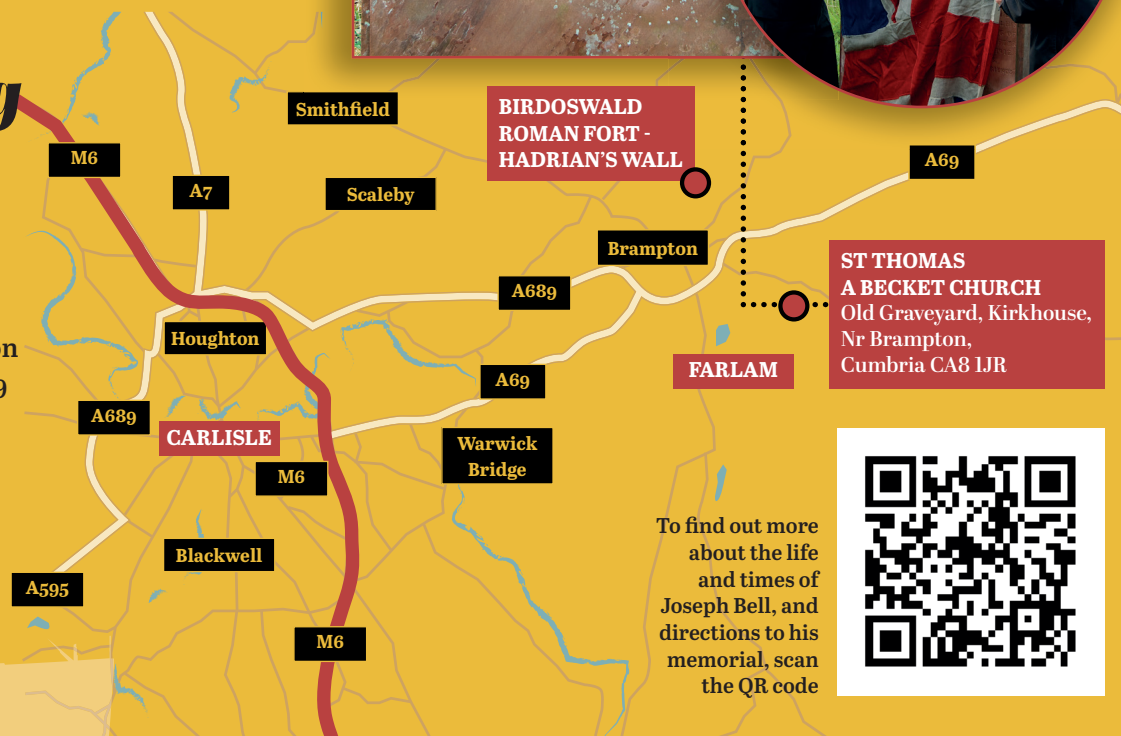 Smithfield
BIRDOSWALD
ROMAN FORT -
HADRIAN'S WALL
M6
A69
A7
Scaleby
Brampton
ST THOMAS
A BECKET CHURCH
Old Graveyard, Kirkhouse,
Nr Brampton,
Cumbria CA8 1JR
A689
Houghton
FARLAM
A69
A689
CARLISLE
Warwick
Bridge
M6
To find out more
about the life
and times of
Joseph Bell, and
directions to his
memorial, scan
the QR code
Blackwell
A595
M6